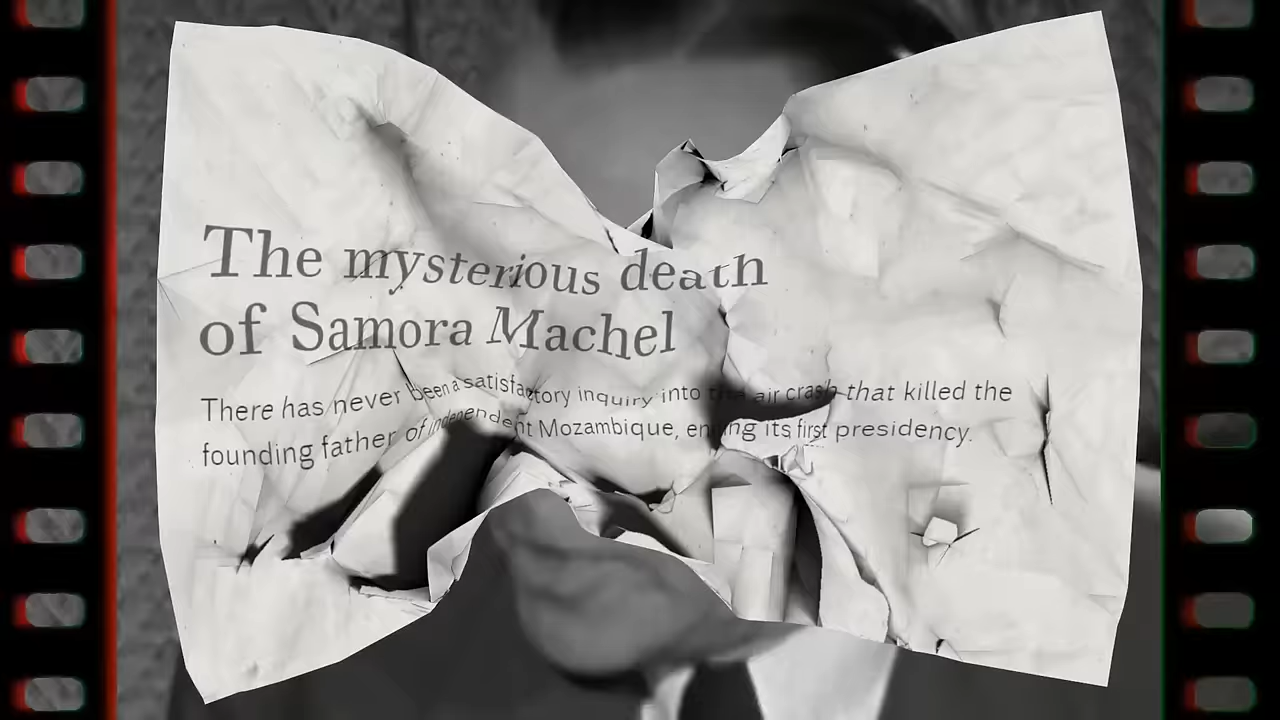 The mysterious death
of Samora Machel
There has never been a satisfactory inquiry into the air crash that killed the
founding father of independent Mozambique, ending its first presidency.